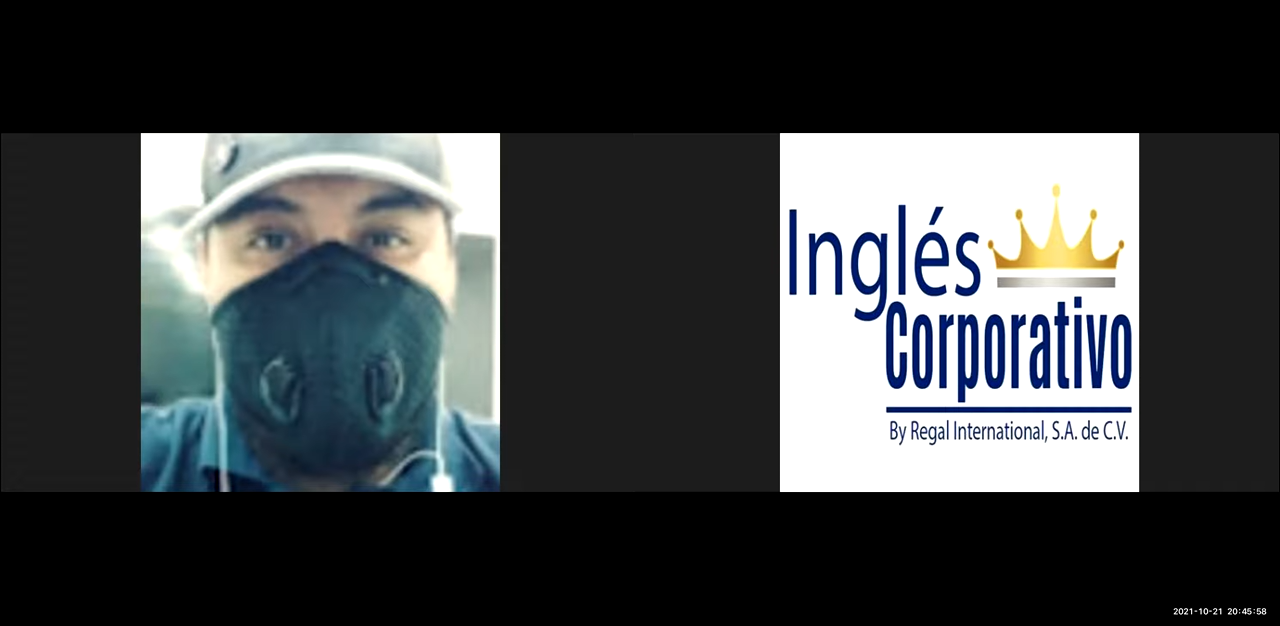 Inglés
Corporativo
By Regal International, S.A. de C.V.
2021-10-21 20:45:58